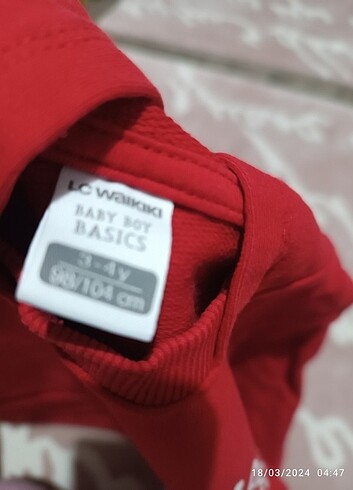 LC Waikiki
BABY BOY
BASICS
3-4 y
98/104 cm
18/03/2024 04:47